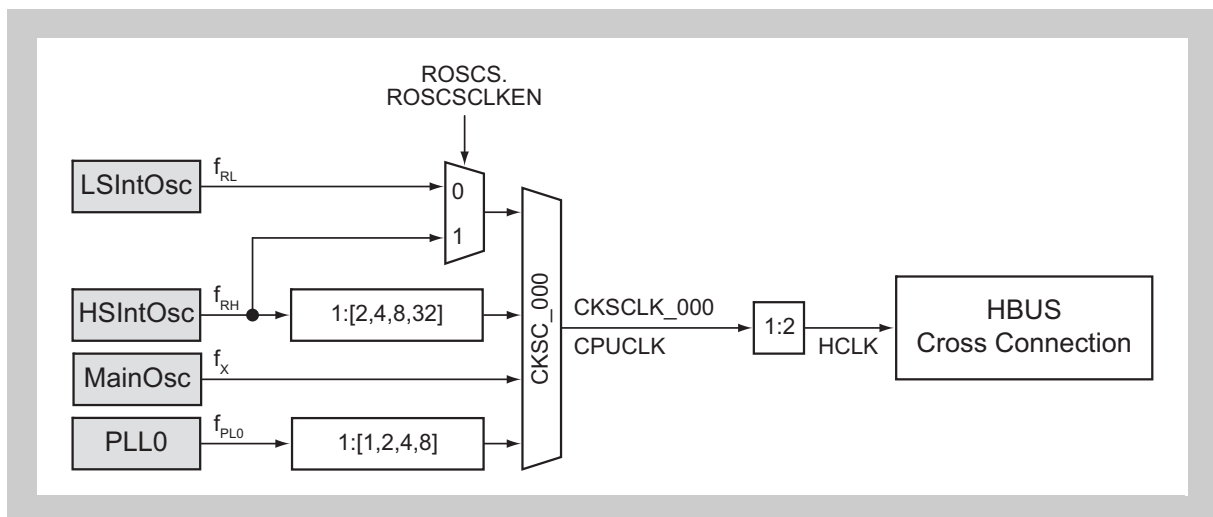 ROSCS.
ROSCSCLKEN
LSIntOsc
fRL
0
1
HSIntOsc
fRH
1:[2,4,8,32]
MainOsc
fX
PLL0
fPL0
1:[1,2,4,8]
CKSC_000
CKSCLK_000
CPUCLK
1:2
HCLK
HBUS
Cross Connection